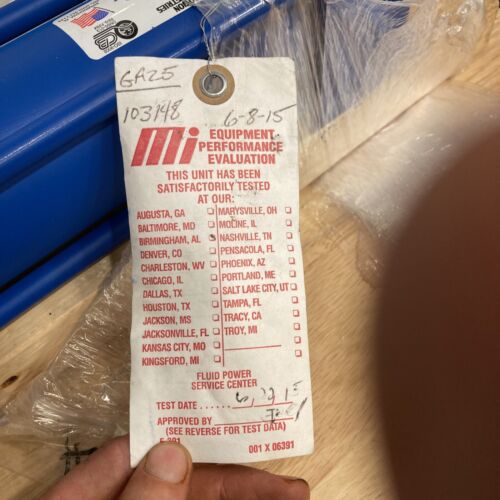 GA25
103148 6-8-15
Mi EQUIPMENT
PERFORMANCE
EVALUATION
THIS UNIT HAS BEEN
SATISFACTORILY TESTED
AT OUR:
AUGUSTA, GA MARYSVILLE, OH
BALTIMORE, MD MOLINE, IL
BIRMINGHAM, AL NASHVILLE, TN
DENVER, CO PENSACOLA, FL
CHARLESTON, WV PHOENIX, AZ
CHICAGO, IL PORTLAND, ME
DALLAS, TX SALT LAKE CITY, UT
HOUSTON, TX TAMPA, FL
JACKSON, MS TRACY, CA
JACKSONVILLE, FL TROY, MI
KANSAS CITY, MO
KINGSFORD, MI
FLUID POWER
SERVICE CENTER
TEST DATE
APPROVED BY
(SEE REVERSE FOR TEST DATA)
001 X 06391